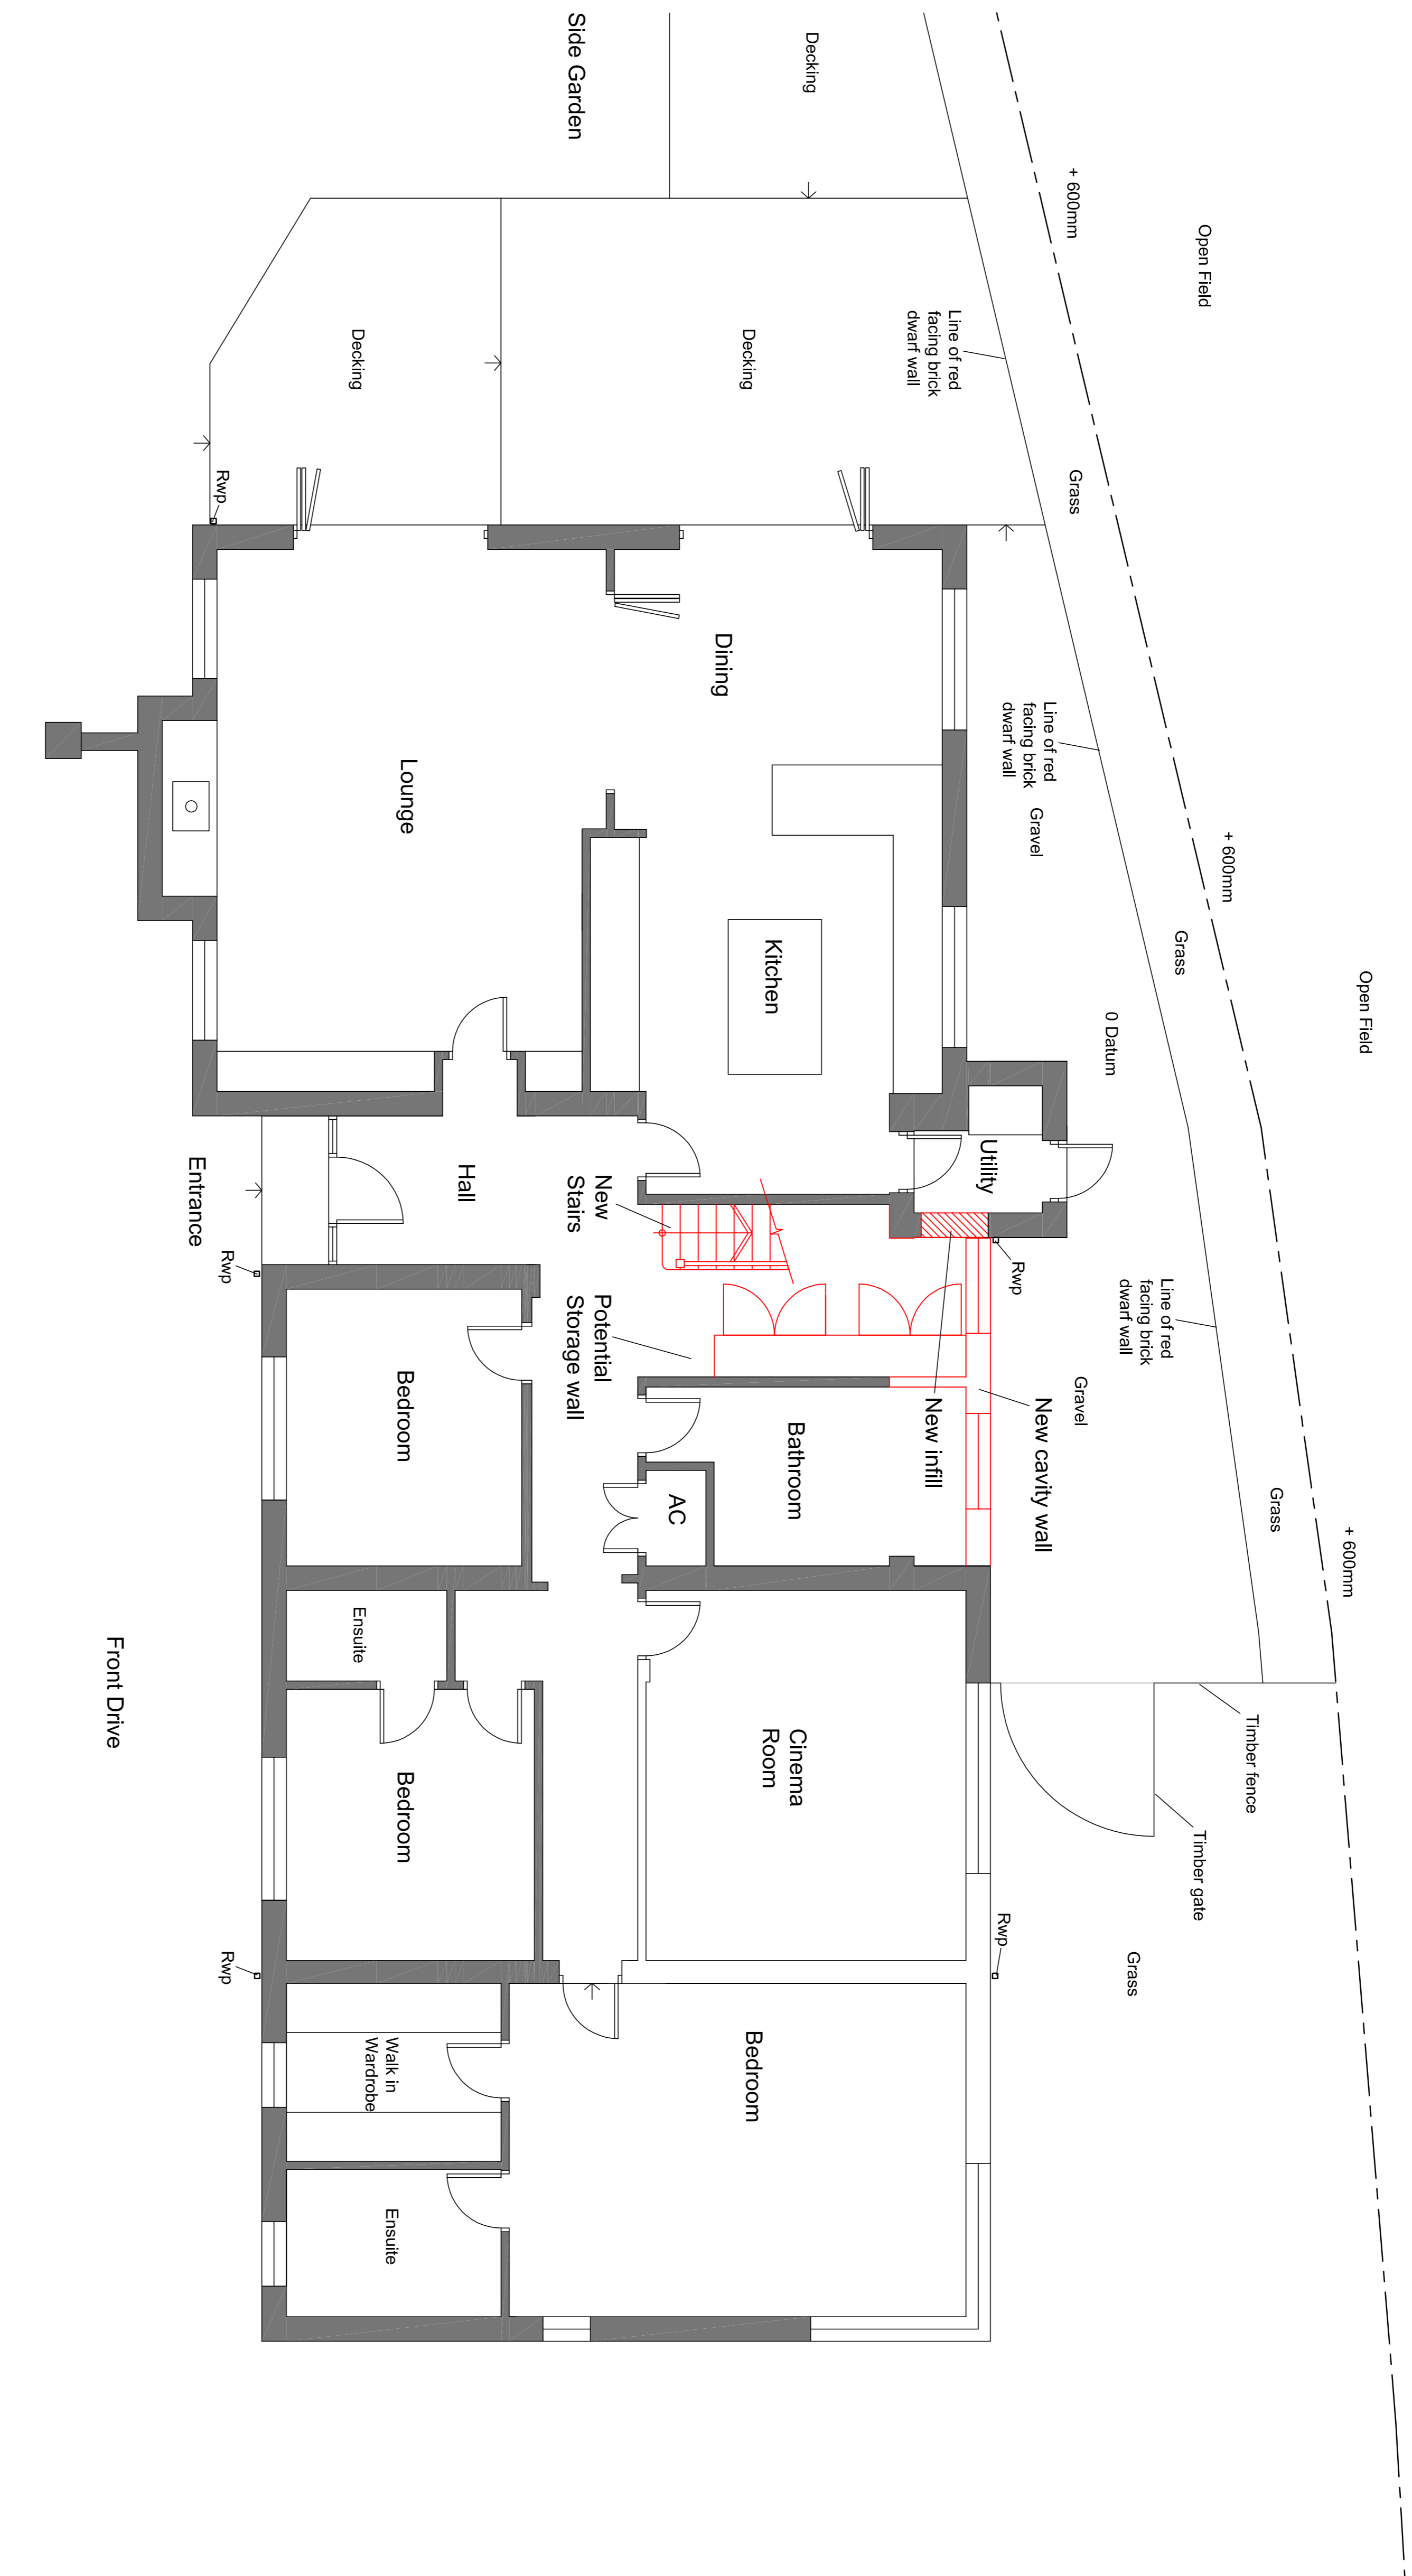 Open Field
Open Field
+ 600mm
+ 600mm
+ 600mm
Grass
Grass
Grass
Grass
Line of red
facing brick
dwarf wall
Line of red
facing brick
dwarf wall
Line of red
facing brick
dwarf wall
Gravel
Gravel
0 Datum
Timber fence
Timber gate
New cavity wall
New infill
Rwp
Rwp
Utility
Decking
Decking
Decking
Side Garden
Dining
Kitchen
Bathroom
Cinema
Room
Bedroom
AC
New
Stairs
Potential
Storage wall
Lounge
Hall
Bedroom
Ensuite
Bedroom
Walk in
Wardrobe
Ensuite
Rwp
Rwp
Rwp
Entrance
Front Drive